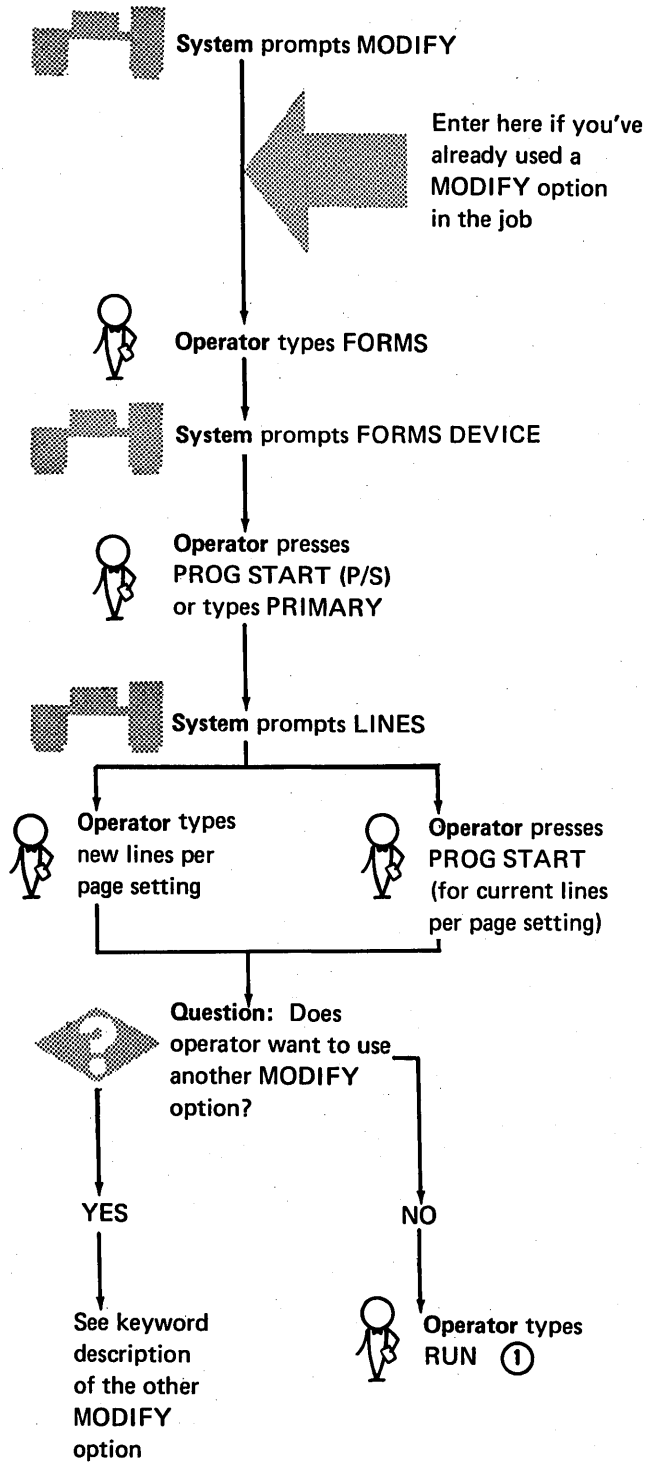 System prompts MODIFY
Enter here if you've
already used a
MODIFY option
in the job
Operator types FORMS
System prompts FORMS DEVICE
Operator presses
PROG START (P/S)
or types PRIMARY
System prompts LINES
Operator types
new lines per
page setting
Operator presses
PROG START
(for current lines
per page setting)
?
Question: Does
operator want to use
another MODIFY
option?
YES
NO
See keyword
description
of the other
MODIFY
option
Operator types
RUN ①